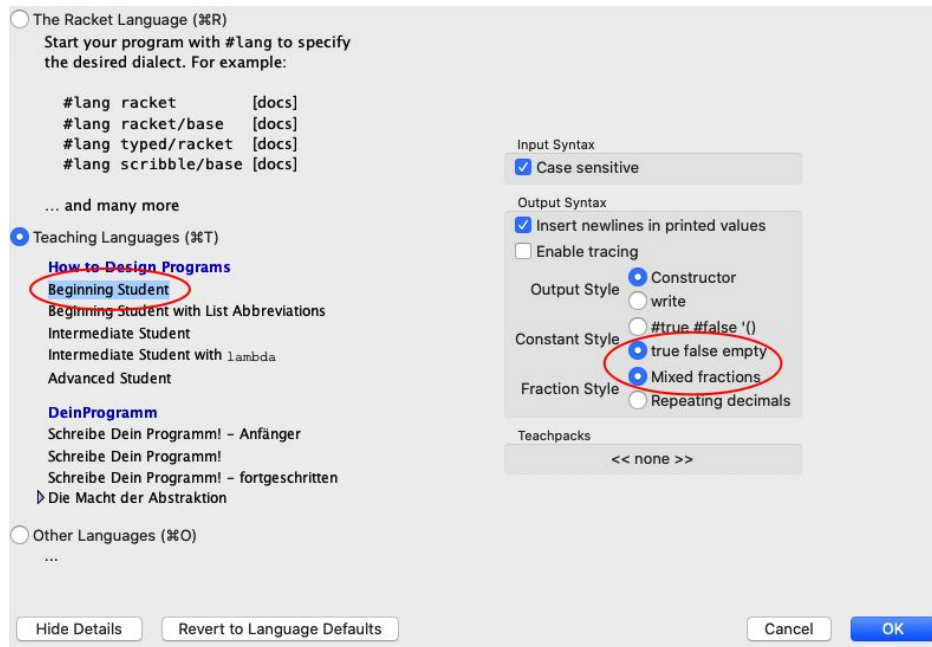 The Racket Language (⌘R)
Start your program with #lang to specify
the desired dialect. For example:
#lang racket [docs]
#lang racket/base [docs]
#lang typed/racket [docs]
#lang scribble/base [docs]
... and many more
Teaching Languages (⌘T)
How to Design Programs
Beginning Student
Beginning Student with List Abbreviations
Intermediate Student
Intermediate Student with lambda
Advanced Student
DeinProgramm
Schreibe Dein Programm! – Anfänger
Schreibe Dein Programm!
Schreibe Dein Programm! – fortgeschritten
Die Macht der Abstraktion
Other Languages (⌘O)
...
Input Syntax
Case sensitive
Output Syntax
Insert newlines in printed values
Enable tracing
Output Style
Constructor
write
Constant Style
#true #false '()
true false empty
Fraction Style
Mixed fractions
Repeating decimals
Teachpacks
<< none >>
Hide Details
Revert to Language Defaults
Cancel
OK